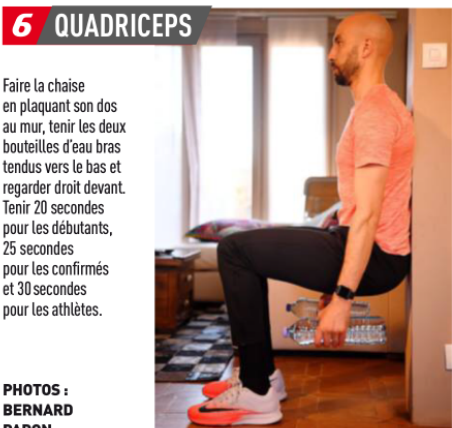 6 QUADRICEPS
Faire la chaise
en plaquant son dos
au mur, tenir les deux
bouteilles d'eau bras
tendus vers le bas et
regarder droit devant.
Tenir 20 secondes
pour les débutants,
25 secondes
pour les confirmés
et 30 secondes
pour les athlètes.
PHOTOS :
BERNARD